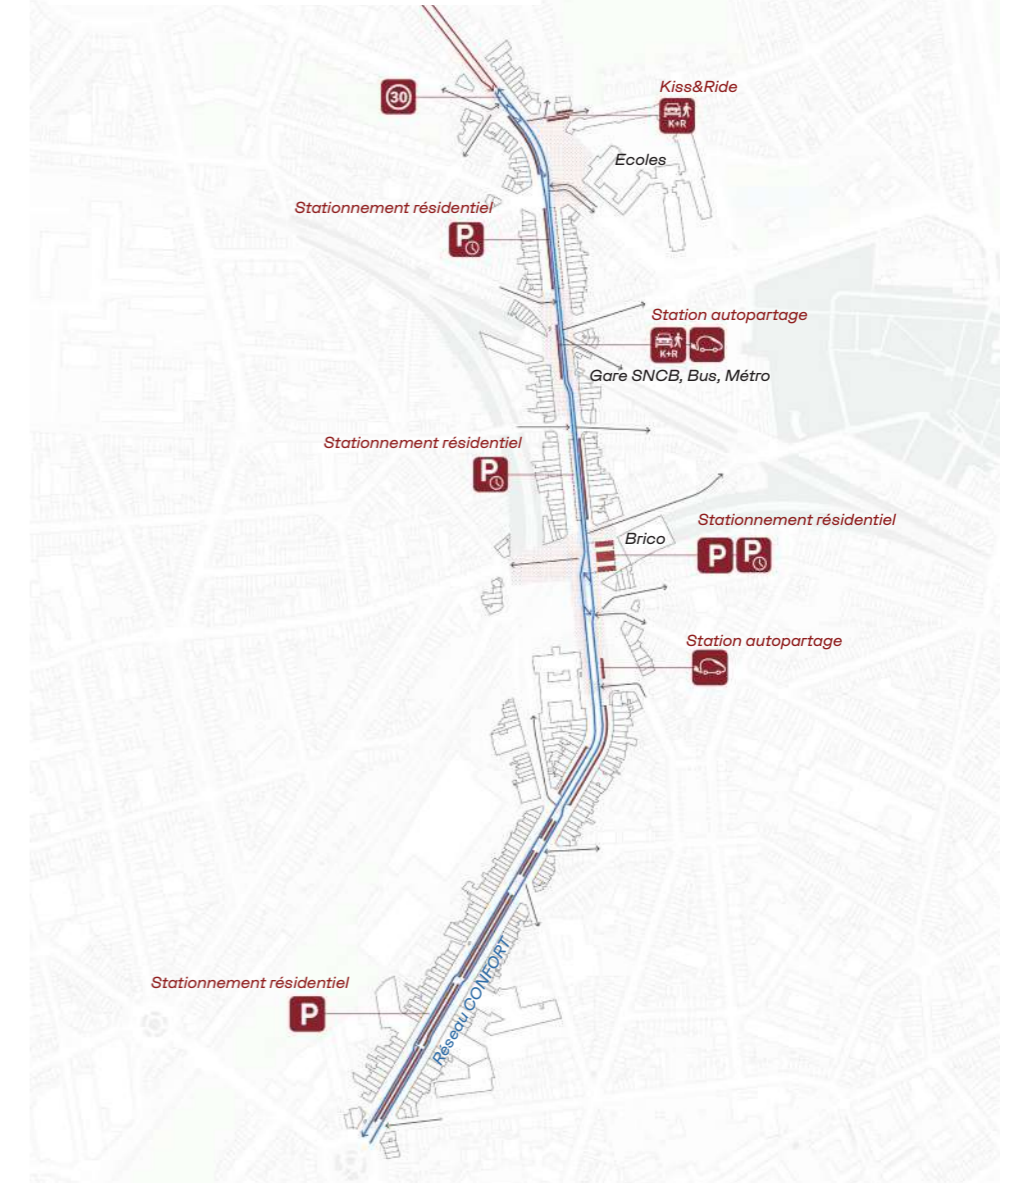 Kiss&Ride
30
K+R
Ecoles
Stationnement résidentiel
P
Station autopartage
K+R
Gare SNCB, Bus, Métro
Stationnement résidentiel
P
Stationnement résidentiel
Brico
P P
Station autopartage
Réseau CONFORT
Stationnement résidentiel
P